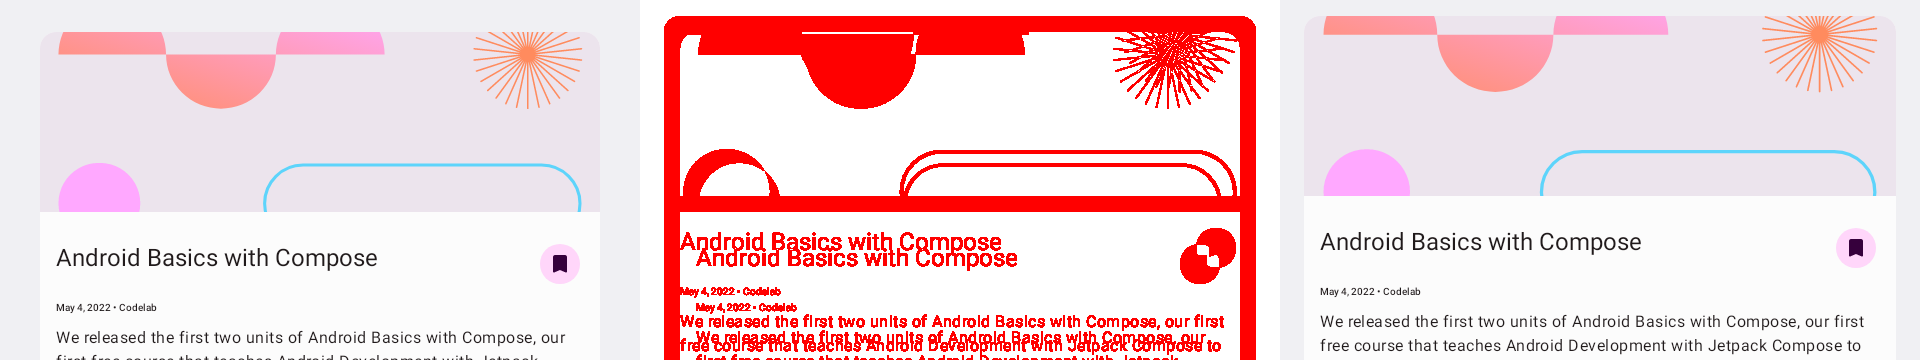 Android Basics with Compose
May 4, 2022 • Codelab
We released the first two units of Android Basics with Compose, our
first free course that teaches Android Development with Jetpack
Android Basics with Compose
Android Basics with Compose
May 4, 2022 • Codelab
May 4, 2022 • Codelab
We released the first two units of Android Basics with Compose, our first
We released the first two units of Android Basics with Compose, our
free course that teaches Android Development with Jetpack Compose to
first free course that teaches Android Development with Jetpack
Android Basics with Compose
May 4, 2022 • Codelab
We released the first two units of Android Basics with Compose, our first
free course that teaches Android Development with Jetpack Compose to